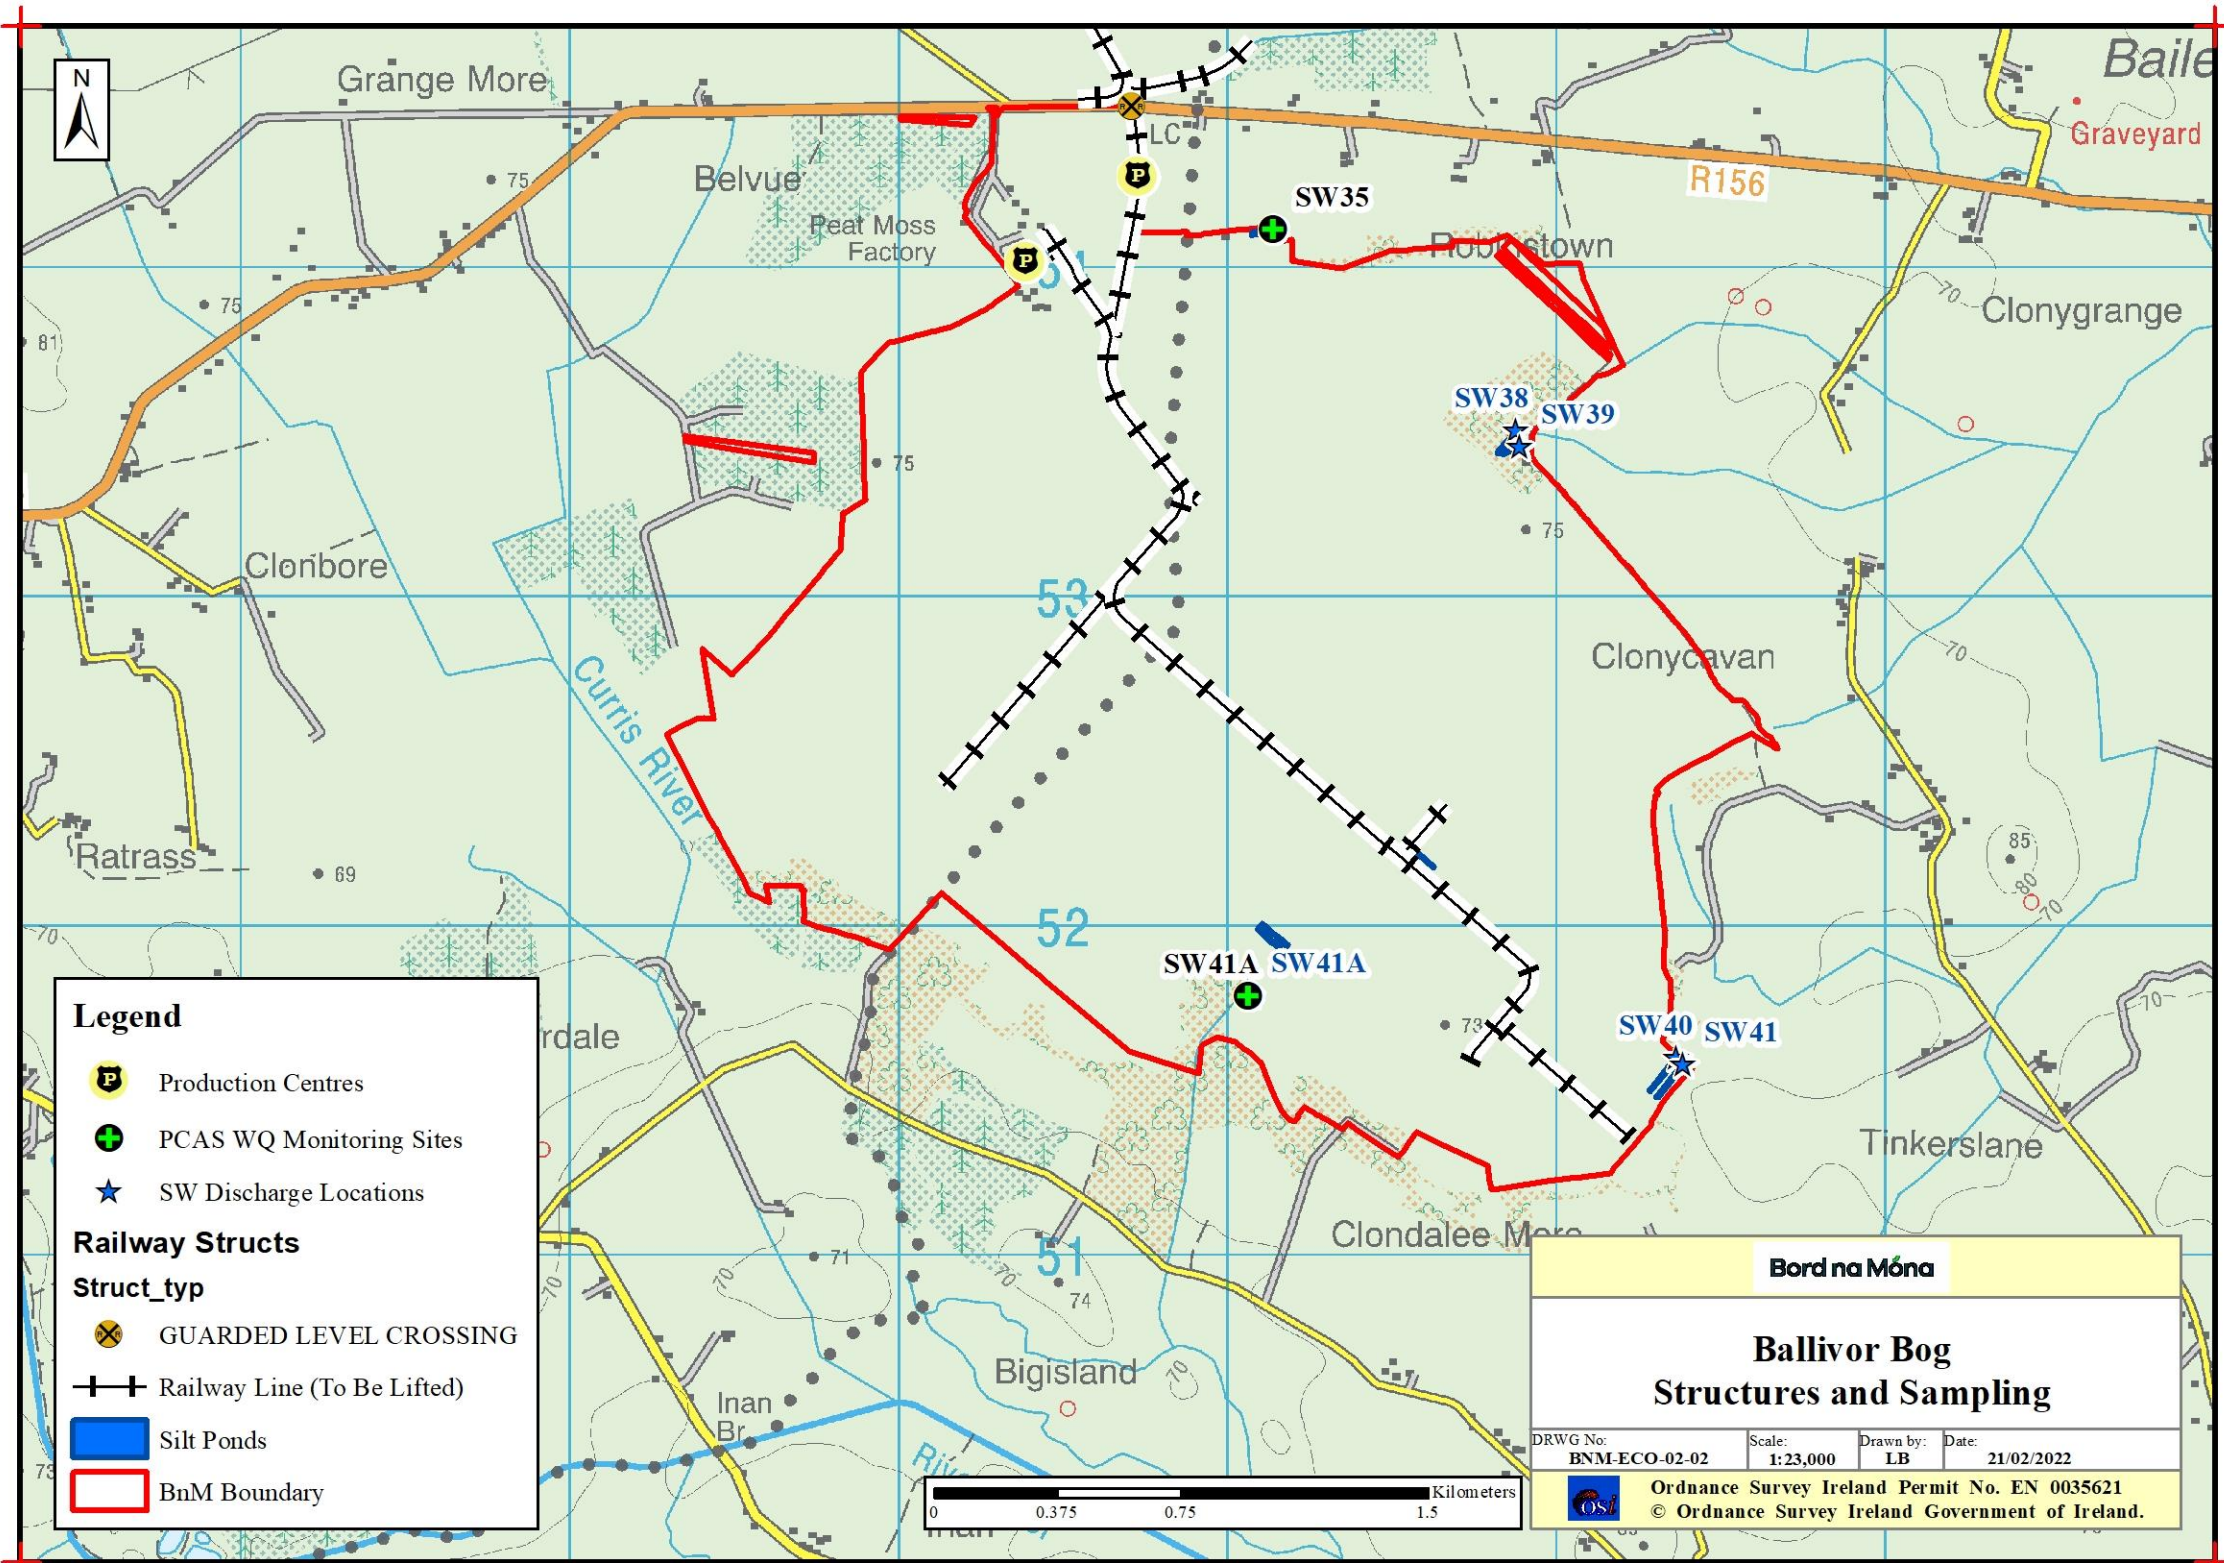 N
Grange More
Baile
Graveyard
LC
R156
75
Belvue
P
SW35
Peat Moss
Factory
P
Robinstown
75
70
Clonygrange
81
SW38
SW39
75
75
Clonbore
53
Clonycavan
70
Curris River
Ratrass
69
85
80
70
70
52
SW41A
SW41A
73
SW40
SW41
70
rdale
Tinkerslane
Clondalee More
51
71
70
70
70
74
Bigisland
70
Inan
Br.
73
Legend
P
Production Centres
PCAS WQ Monitoring Sites
SW Discharge Locations
Railway Structs
Struct_typ
GUARDED LEVEL CROSSING
Railway Line (To Be Lifted)
Silt Ponds
BnM Boundary
Kilometers
0
0.375
0.75
1.5
Bord na Móna
Ballivor Bog
Structures and Sampling
DRWG No:
BNM-ECO-02-02
Scale:
1:23,000
Drawn by:
LB
Date:
21/02/2022
osi
Ordnance Survey Ireland Permit No. EN 0035621
© Ordnance Survey Ireland Government of Ireland.